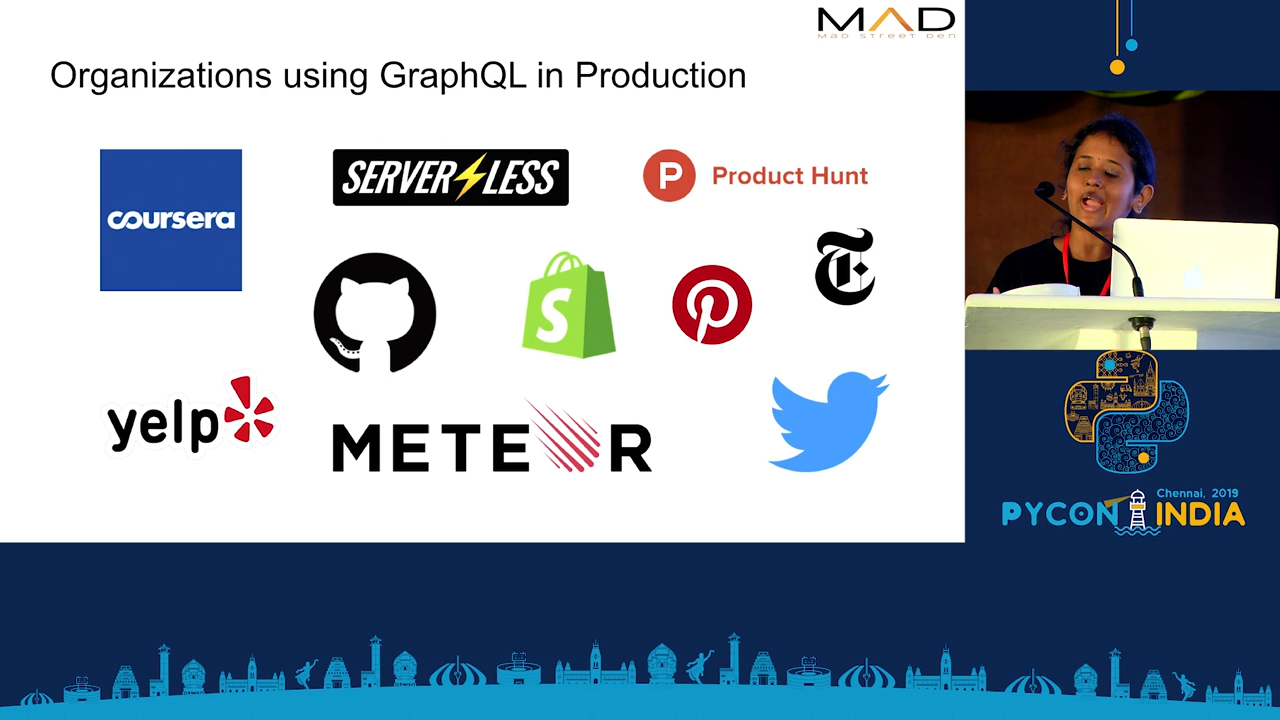 MAD
MAD STREET DEN
Organizations using GraphQL in Production
coursera
SERVERLESS
P Product Hunt
S
T
yelp
METEOR
Chennai, 2019
PYCON INDIA